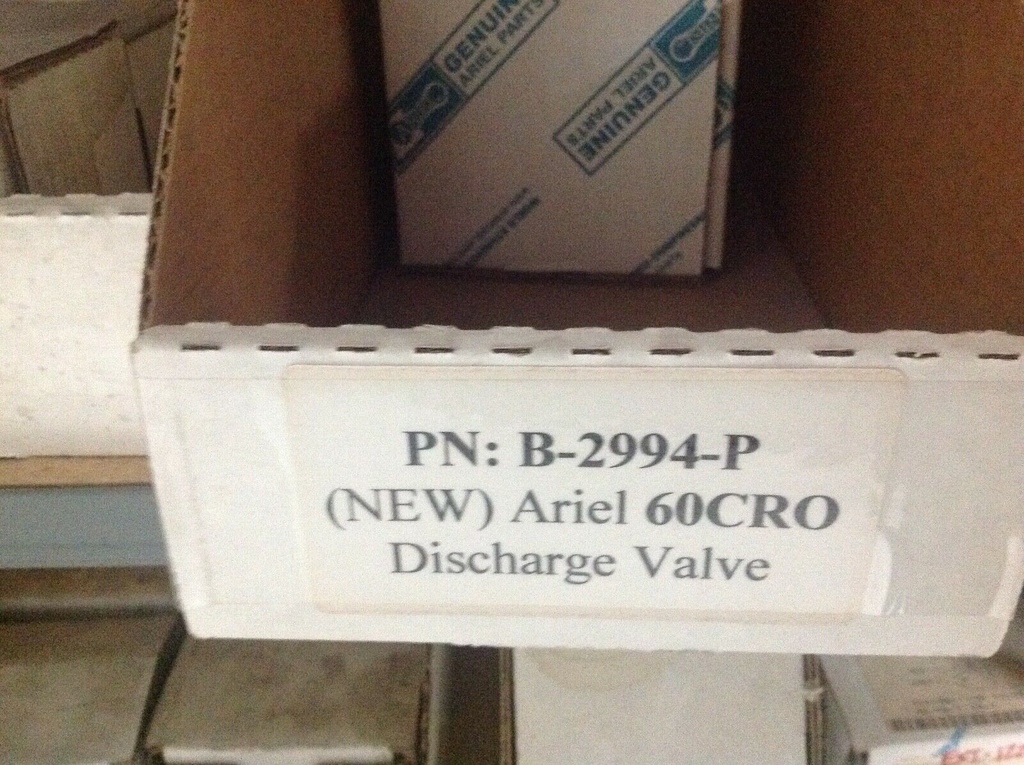 GENUINE
ARIEL PARTS
GENUINE
ARIEL PARTS
PN: B-2994-P
(NEW) Ariel 60CRO
Discharge Valve